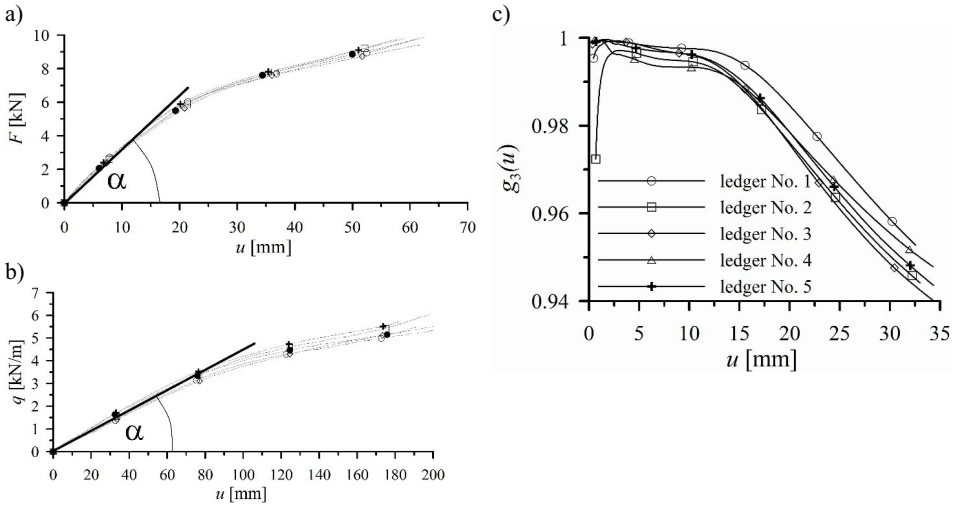 a)
10
8
6
4
2
0
F [kN]
α
0 10 20 30 40 50 60 70
u [mm]
b)
7
6
5
4
3
2
1
0
q [kN/m]
α
0 20 40 60 80 100 120 140 160 180 200
u [mm]
c)
1
0.98
0.96
0.94
g3(u)
ledger No. 1
ledger No. 2
ledger No. 3
ledger No. 4
ledger No. 5
0 5 10 15 20 25 30 35
u [mm]